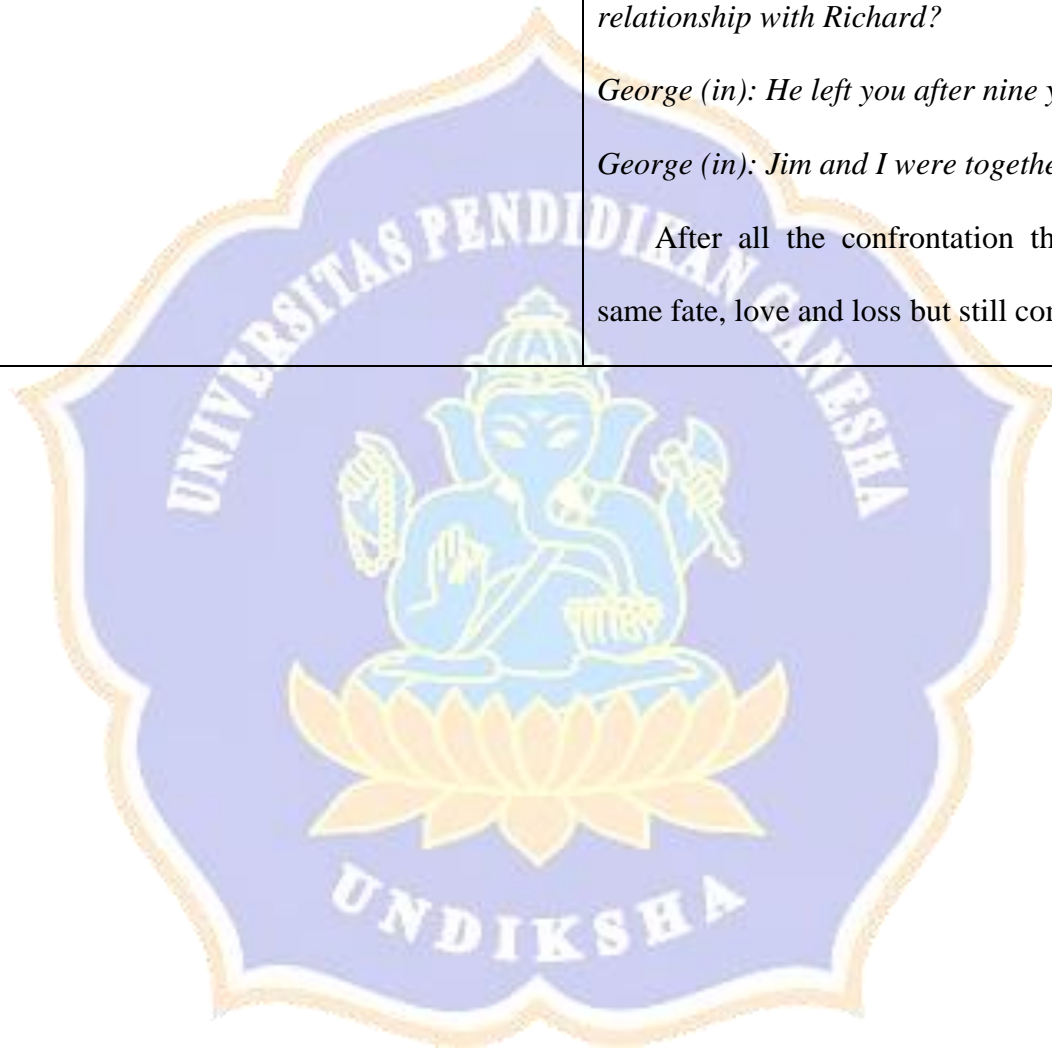 relationship with Richard?
George (in): He left you after nine y
George (in): Jim and I were togethe
After all the confrontation th
same fate, love and loss but still con
UNIVERSITAS PENDIDIKAN GANESHA
UNDIKSHA